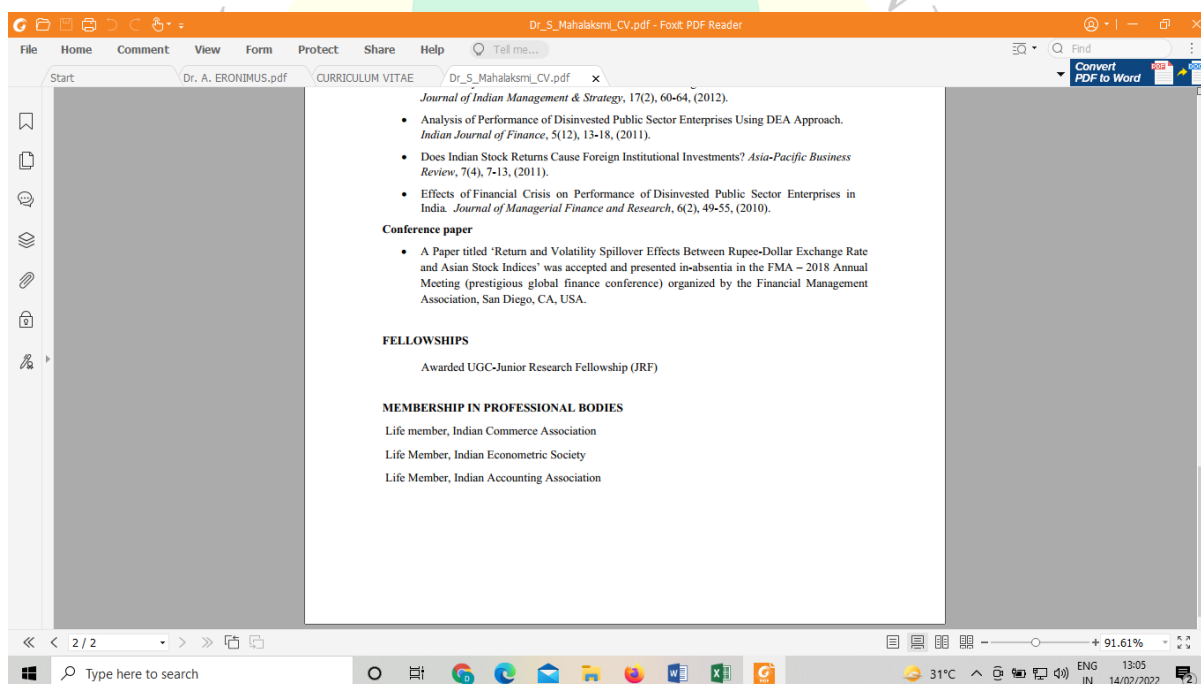 Dr_S_Mahalaksmi_CV.pdf - Foxit PDF Reader
File Home Comment View Form Protect Share Help Tell me... Find
Start Dr. A. ERONIMUS.pdf CURRICULUM VITAE Dr_S_Mahalaksmi_CV.pdf x
Convert
PDF to Word
Journal of Indian Management & Strategy, 17(2), 60-64, (2012).
• Analysis of Performance of Disinvested Public Sector Enterprises Using DEA Approach.
Indian Journal of Finance, 5(12), 13-18, (2011).
• Does Indian Stock Returns Cause Foreign Institutional Investments? Asia-Pacific Business
Review, 7(4), 7-13, (2011).
• Effects of Financial Crisis on Performance of Disinvested Public Sector Enterprises in
India. Journal of Managerial Finance and Research, 6(2), 49-55, (2010).
Conference paper
• A Paper titled ‘Return and Volatility Spillover Effects Between Rupee-Dollar Exchange Rate
and Asian Stock Indices’ was accepted and presented in-absentia in the FMA – 2018 Annual
Meeting (prestigious global finance conference) organized by the Financial Management
Association, San Diego, CA, USA.
FELLOWSHIPS
Awarded UGC-Junior Research Fellowship (JRF)
MEMBERSHIP IN PROFESSIONAL BODIES
Life member, Indian Commerce Association
Life Member, Indian Econometric Society
Life Member, Indian Accounting Association
2 / 2 91.61%
Type here to search 31°C ENG 13:05
IN 14/02/2022